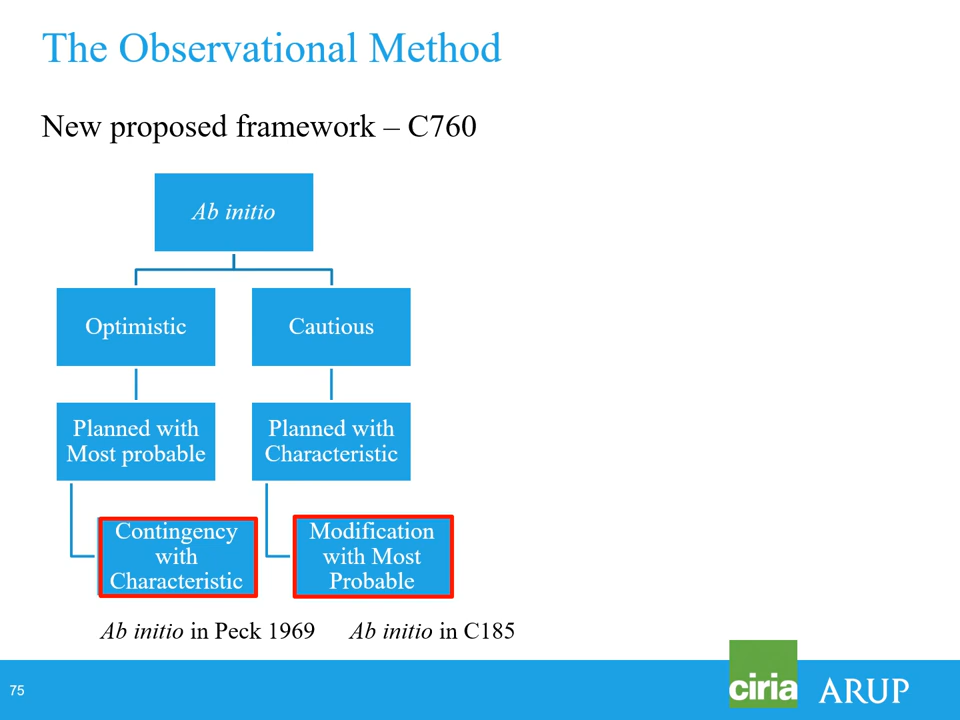 The Observational Method
New proposed framework – C760
Ab initio
Optimistic
Cautious
Planned with
Most probable
Planned with
Characteristic
Contingency
with
Characteristic
Modification
with Most
Probable
Ab initio in Peck 1969
Ab initio in C185
75
ciria
ARUP